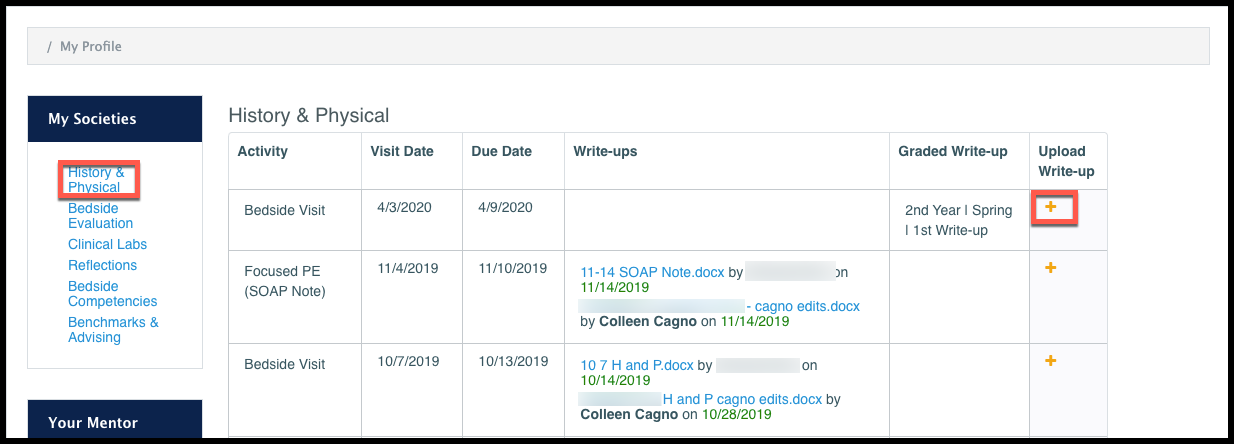 / My Profile
My Societies
History &
Physical
Bedside
Evaluation
Clinical Labs
Reflections
Bedside
Competencies
Benchmarks &
Advising
Your Mentor
History & Physical
Activity Visit Date Due Date Write-ups Graded Write-up Upload
Write-up
Bedside Visit 4/3/2020 4/9/2020 2nd Year | Spring
| 1st Write-up
Focused PE 11/4/2019 11/10/2019 11-14 SOAP Note.docx by on
(SOAP Note) 11/14/2019
- cagno edits.docx
by Colleen Cagno on 11/14/2019
Bedside Visit 10/7/2019 10/13/2019 10 7 H and P.docx by on
10/14/2019
H and P cagno edits.docx by
Colleen Cagno on 10/28/2019